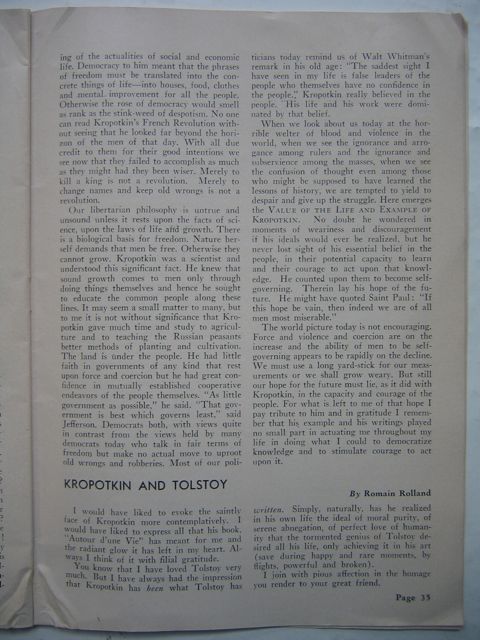 ing of the actualities of social and economic
life. Democracy to him meant that the phrases
of freedom must be translated into the con-
crete things of life—into houses, food, clothes
and mental improvement for all the people.
Otherwise the rose of democracy would smell
as rank as the stink-weed of despotism. No one
can read Kropotkin's French Revolution with-
out seeing that he looked far beyond the hori-
zon of the men of that day. With all due
credit to them for their good intentions we
see now that they failed to accomplish as much
as they might had they been wiser. Merely to
kill a king is not a revolution. Merely to
change names and keep old wrongs is not a
revolution.
Our libertarian philosophy is untrue and
unsound unless it rests upon the facts of sci-
ence, upon the laws of life and growth. There
is a biological basis for freedom. Nature her-
self demands that men be free. Otherwise they
cannot grow. Kropotkin was a scientist and
understood this significant fact. He knew that
sound growth comes to men only through
doing things themselves and hence he sought
to educate the common people along these
lines. It may seem a small matter to many, but
to me it is not without significance that Kro-
potkin gave much time and study to agricul-
ture and to teaching the Russian peasants
better methods of planting and cultivation.
The land is under the people. He had little
faith in governments of any kind that rest
upon force and coercion but he had great con-
fidence in mutually established cooperative
endeavors of the people themselves. "As little
government as possible," he said. "That gov-
ernment is best which governs least," said
Jefferson. Democrats both, with views quite
in contrast from the views held by many
democrats today who talk in fair terms of
freedom but make no actual move to uproot
old wrongs and robberies. Most of our poli-
ticians today remind us of Walt Whitman's
remark in his old age: "The saddest sight I
have seen in my life is false leaders of the
people who themselves have no confidence in
the people." Kropotkin really believed in the
people. His life and his work were domi-
nated by that belief.
When we look about us today at the hor-
rible welter of blood and violence in the
world, when we see the ignorance and arro-
gance among rulers and the ignorance and
subservience among the masses, when we see
the confusion of thought even among those
who might be supposed to have learned the
lessons of history, we are tempted to yield to
despair and give up the struggle. Here emerges
the VALUE OF THE LIFE AND EXAMPLE OF
KROPOTKIN. No doubt he wondered in
moments of weariness and discouragement
if his ideals would ever be realized, but he
never lost sight of his essential belief in the
people, in their potential capacity to learn
and their courage to act upon that knowl-
edge. He counted upon them to become self-
governing. Therein lay his hope of the fu-
ture. He might have quoted Saint Paul: "If
this hope be vain, then indeed we are of all
men most miserable."
The world picture today is not encouraging.
Force and violence and coercion are on the
increase and the ability of men to be self-
governing appears to be rapidly on the decline.
We must use a long yard-stick for our meas-
urements or we shall grow weary. But still
our hope for the future must lie, as it did with
Kropotkin, in the capacity and courage of the
people. For what is left to me of that hope I
pay tribute to him and in gratitude I remem-
ber that his example and his writings played
no small part in actuating me throughout my
life in doing what I could to democratize
knowledge and to stimulate courage to act
upon it.
KROPOTKIN AND TOLSTOY
By Romain Rolland
I would have liked to evoke the saintly
face of Kropotkin more contemplatively. I
would have liked to express all that his book,
"Autour d'une Vie" has meant for me and
the radiant glow it has left in my heart. Al-
ways I think of it with filial gratitude.
You know that I have loved Tolstoy very
much. But I have always had the impression
that Kropotkin has been what Tolstoy has
written. Simply, naturally, has he realized
in his own life the ideal of moral purity, of
serene abnegation, of perfect love of human-
ity that the tormented genius of Tolstoy de-
sired all his life, only achieving it in his art
(save during happy and rare moments, by
flights, powerful and broken).
I join with pious affection in the homage
you render to your great friend.
Page 35